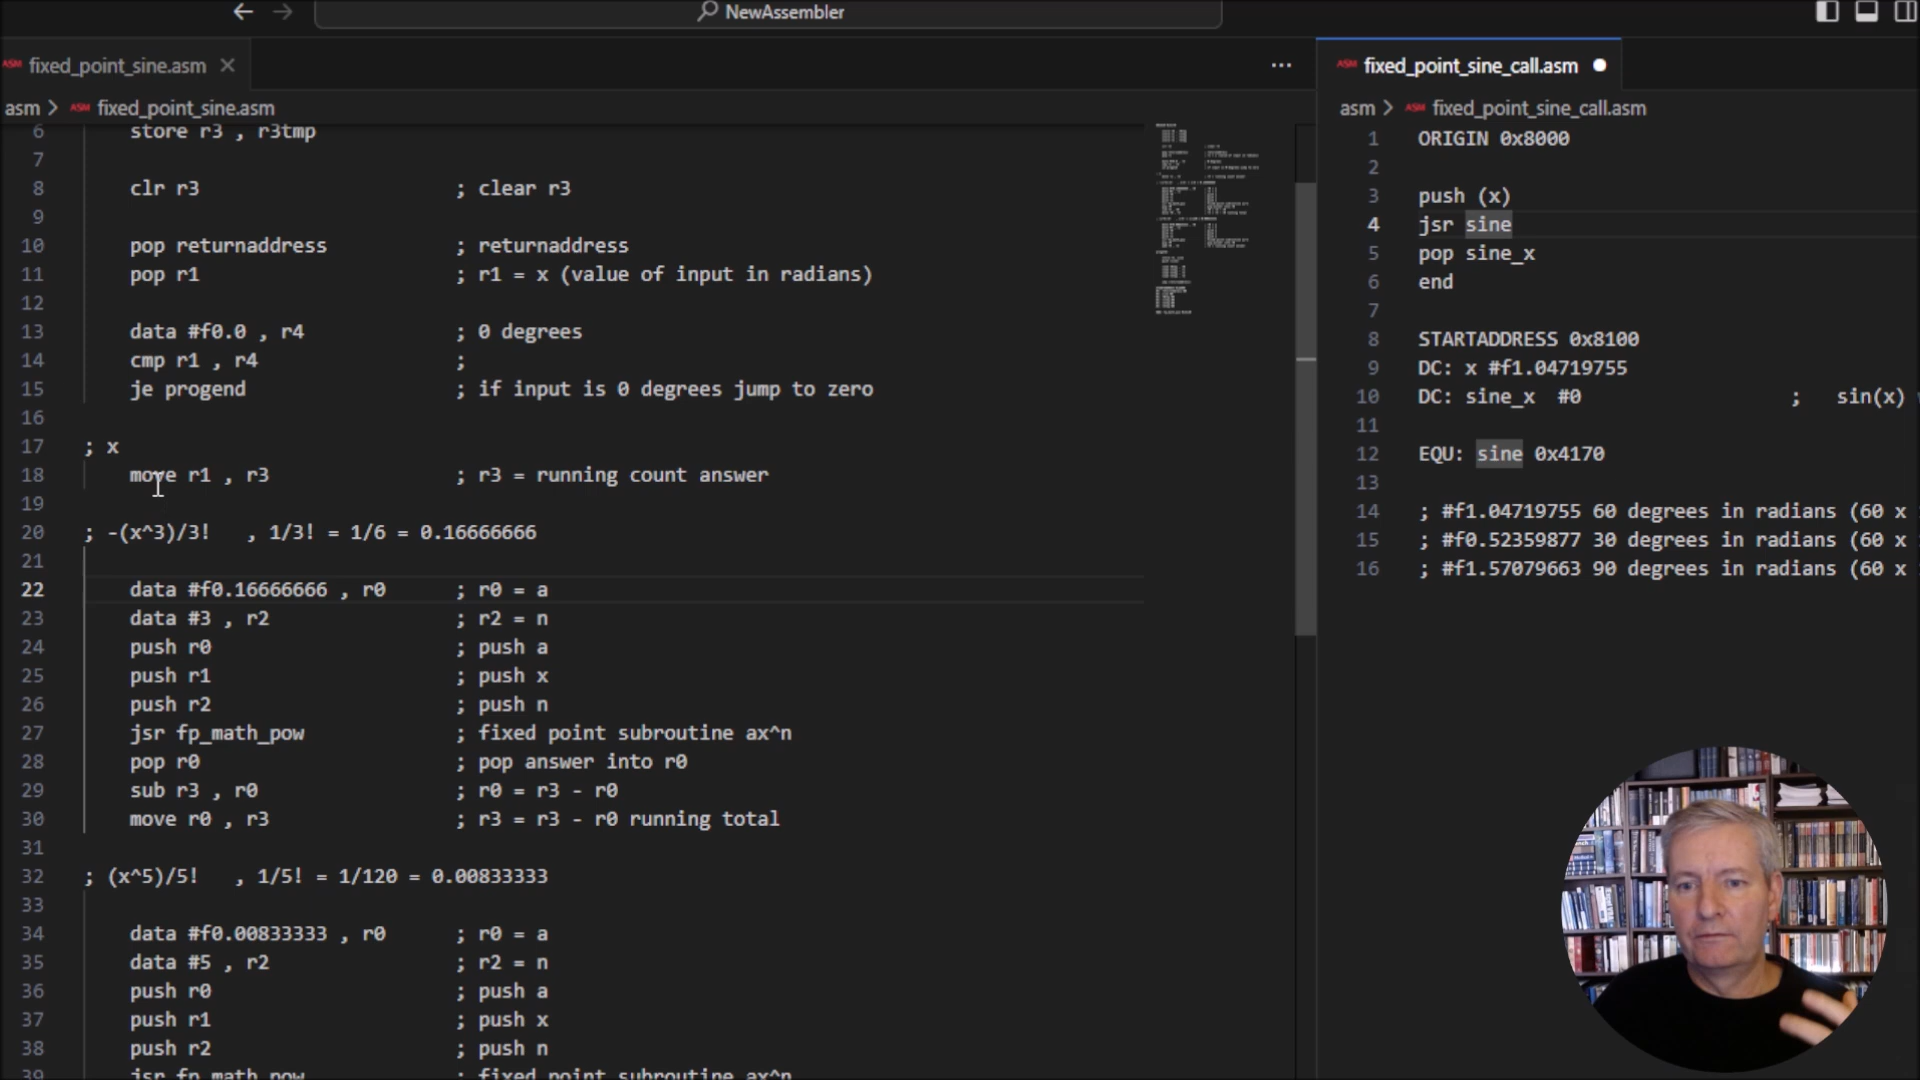 NewAssembler
ASM fixed_point_sine.asm
asm > ASM fixed_point_sine.asm
6 store r3 , r3tmp
7
8 clr r3 ; clear r3
9
10 pop returnaddress ; returnaddress
11 pop r1 ; r1 = x (value of input in radians)
12
13 data #f0.0 , r4 ; 0 degrees
14 cmp r1 , r4 ;
15 je progend ; if input is 0 degrees jump to zero
16
17 ; x
18 move r1 , r3 ; r3 = running count answer
19
20 ; -(x^3)/3! , 1/3! = 1/6 = 0.16666666
21
22 data #f0.16666666 , r0 ; r0 = a
23 data #3 , r2 ; r2 = n
24 push r0 ; push a
25 push r1 ; push x
26 push r2 ; push n
27 jsr fp_math_pow ; fixed point subroutine ax^n
28 pop r0 ; pop answer into r0
29 sub r3 , r0 ; r0 = r3 - r0
30 move r0 , r3 ; r3 = r3 - r0 running total
31
32 ; (x^5)/5! , 1/5! = 1/120 = 0.00833333
33
34 data #f0.00833333 , r0 ; r0 = a
35 data #5 , r2 ; r2 = n
36 push r0 ; push a
37 push r1 ; push x
38 push r2 ; push n
39 jsr fp_math_pow ; fixed point subroutine ax^n
ASM fixed_point_sine_call.asm
asm > ASM fixed_point_sine_call.asm
1 ORIGIN 0x8000
2
3 push (x)
4 jsr sine
5 pop sine_x
6 end
7
8 STARTADDRESS 0x8100
9 DC: x #f1.04719755
10 DC: sine_x #0 ; sin(x)
11
12 EQU: sine 0x4170
13
14 ; #f1.04719755 60 degrees in radians (60 x
15 ; #f0.52359877 30 degrees in radians (60 x
16 ; #f1.57079663 90 degrees in radians (60 x